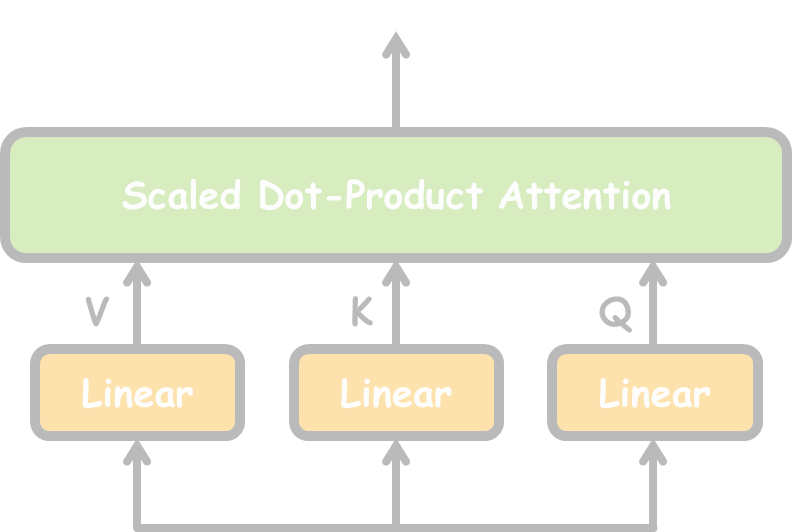 Scaled Dot-Product Attention
V K Q
Linear Linear Linear